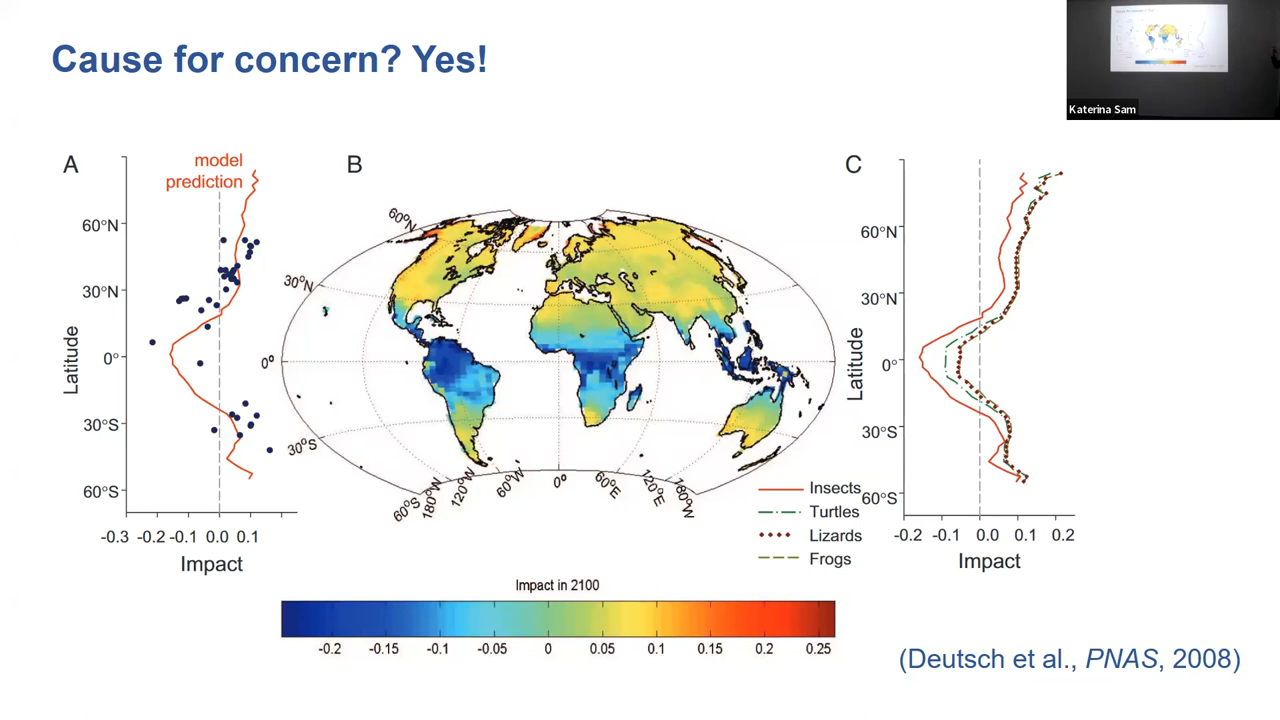 Cause for concern? Yes!
Katerina Sam
A
model
prediction
60°N
30°N
0°
30°S
60°S
Latitude
-0.3 -0.2 -0.1 0.0 0.1
Impact
B
60°N
30°N
0°
30°S
60°S
180°W
120°W
60°W
0°
60°E
120°E
180°W
C
60°N
30°N
0°
30°S
60°S
Latitude
-0.2 -0.1 0.0 0.1 0.2
Impact
Insects
Turtles
Lizards
Frogs
Impact in 2100
-0.2 -0.15 -0.1 -0.05 0 0.05 0.1 0.15 0.2 0.25
(Deutsch et al., PNAS, 2008)